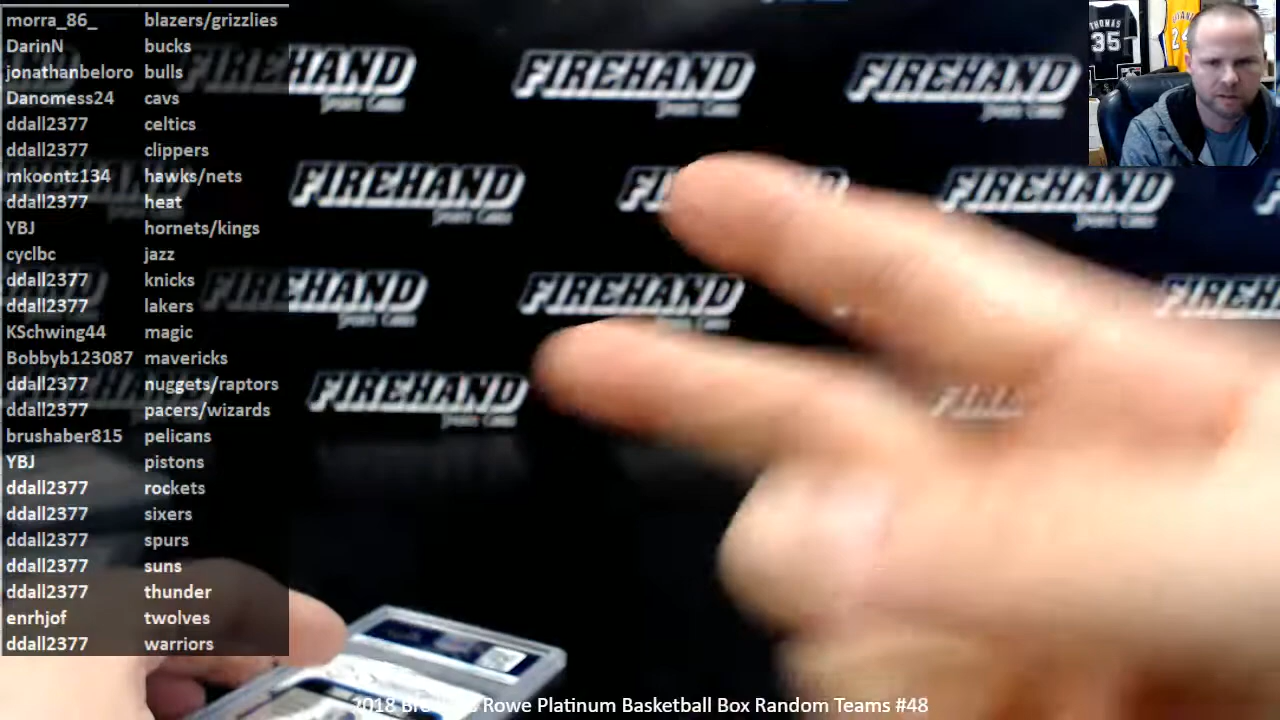 morra_86_ blazers/grizzlies
DarinN bucks
jonathanbeloro bulls
Danomess24 cavs
ddall2377 celtics
ddall2377 clippers
mkoontz134 hawks/nets
ddall2377 heat
YBJ hornets/kings
cyclbc jazz
ddall2377 knicks
ddall2377 lakers
KSchwing44 magic
Bobbyb123087 mavericks
ddall2377 nuggets/raptors
ddall2377 pacers/wizards
brushaber815 pelicans
YBJ pistons
ddall2377 rockets
ddall2377 sixers
ddall2377 spurs
ddall2377 suns
ddall2377 thunder
enrhjof twolves
ddall2377 warriors
FIREHAND FIREHAND FIREHAND
FIREHAND FIREHAND
FIREHAND FIREHAND
FIREHAND
THOMAS
35
24
2018 Rowe Platinum Basketball Box Random Teams #48